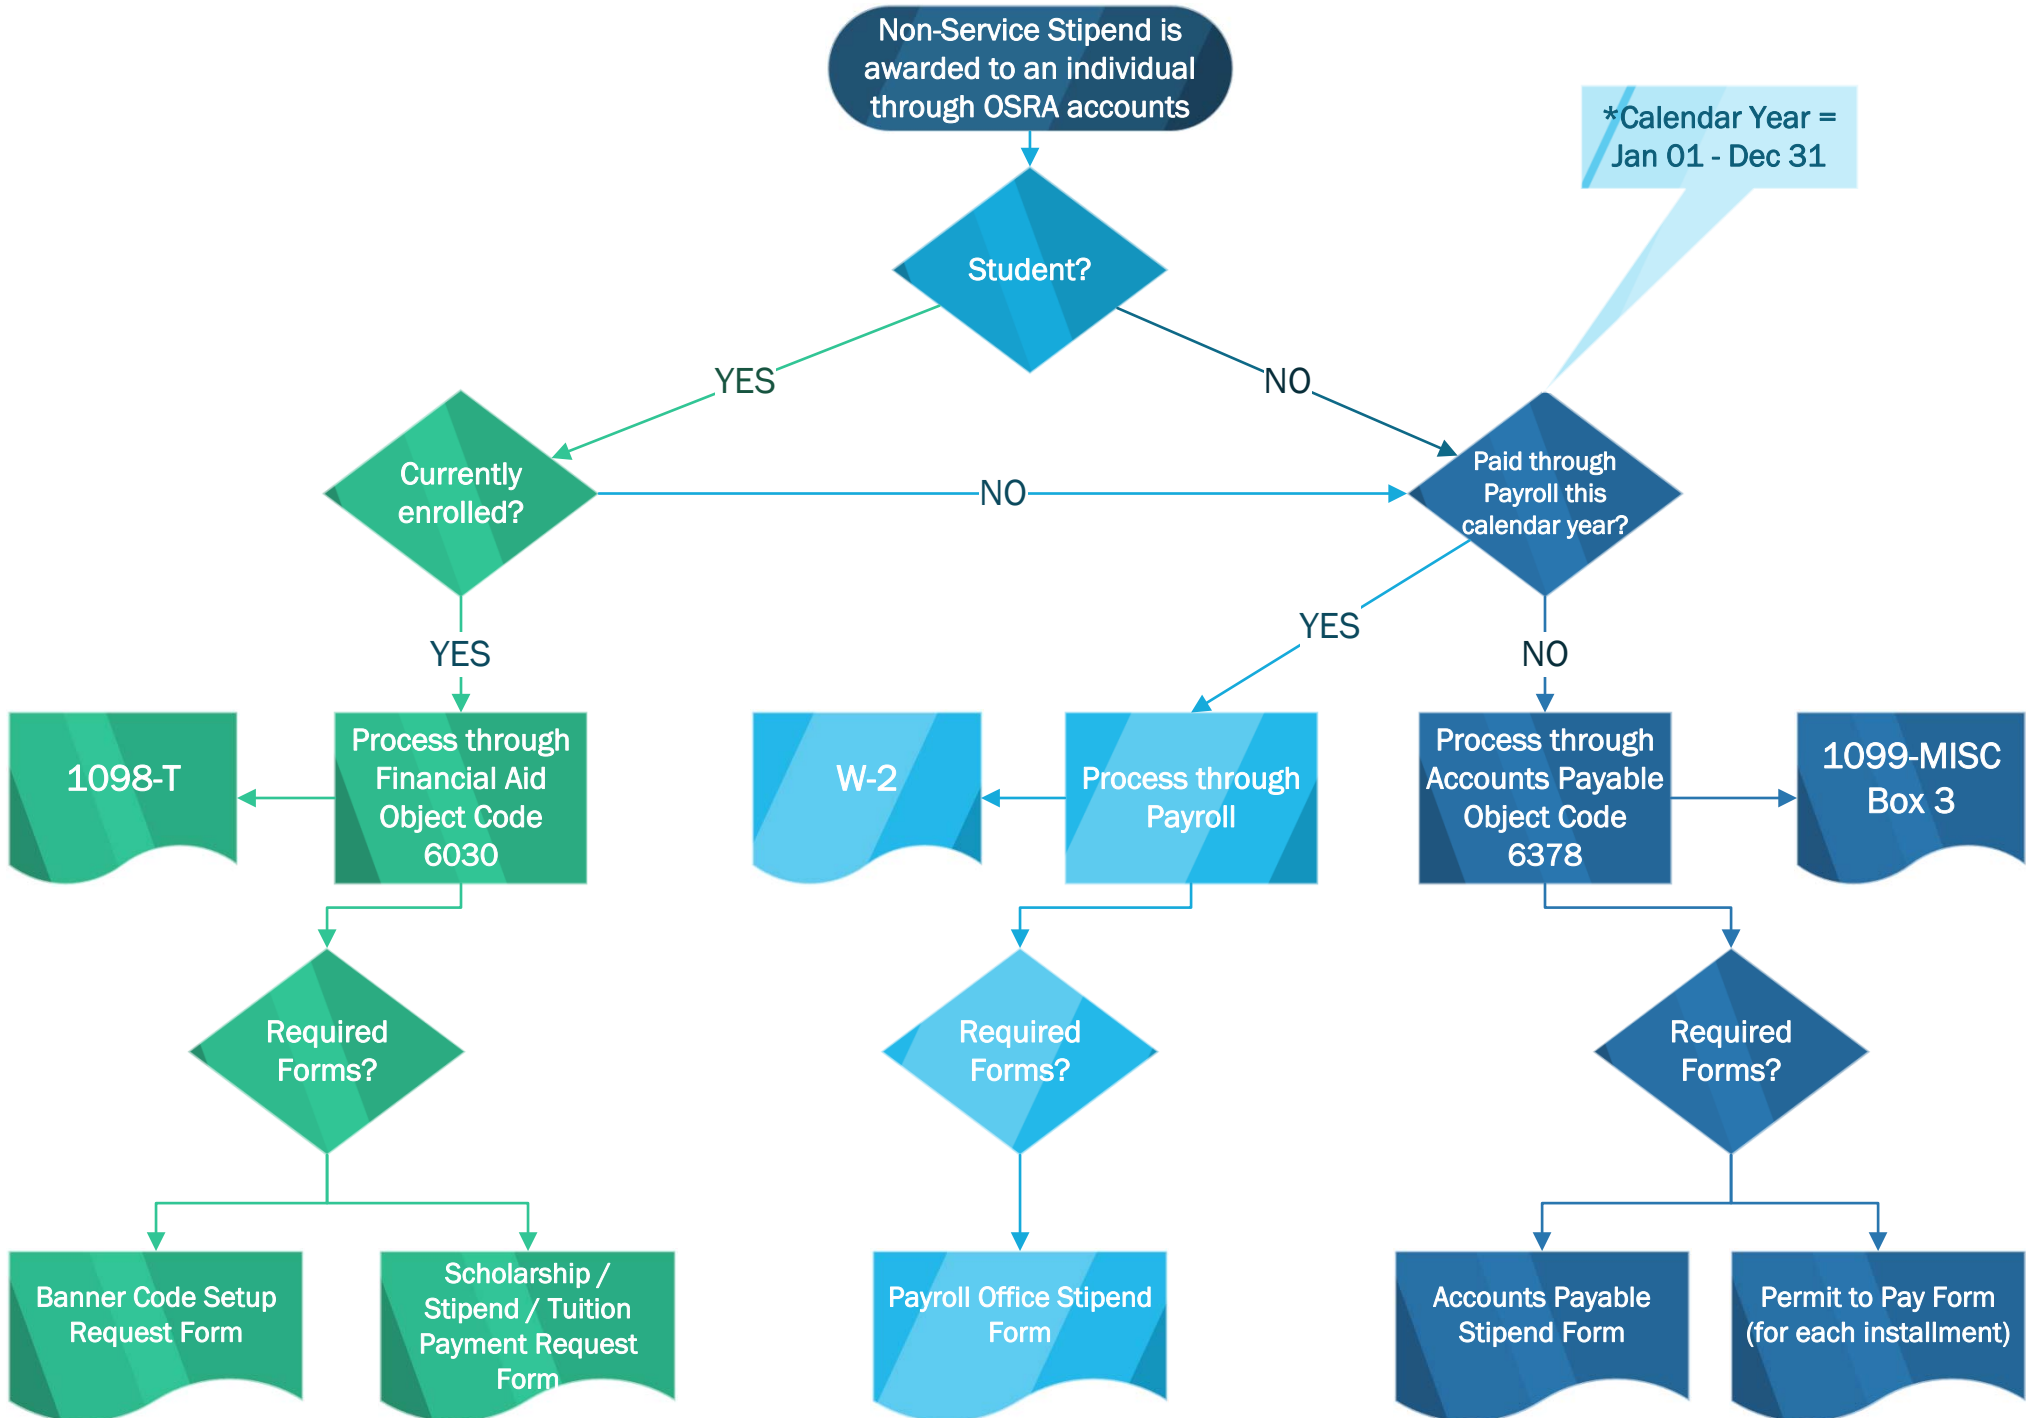 Non-Service Stipend is
awarded to an individual
through OSRA accounts
*Calendar Year =
Jan 01 - Dec 31
Student?
YES
NO
Currently
enrolled?
NO
Paid through
Payroll this
calendar year?
YES
YES
NO
1098-T
Process through
Financial Aid
Object Code
6030
W-2
Process through
Payroll
Process through
Accounts Payable
Object Code
6378
1099-MISC
Box 3
Required
Forms?
Required
Forms?
Required
Forms?
Banner Code Setup
Request Form
Scholarship /
Stipend / Tuition
Payment Request
Form
Payroll Office Stipend
Form
Accounts Payable
Stipend Form
Permit to Pay Form
(for each installment)